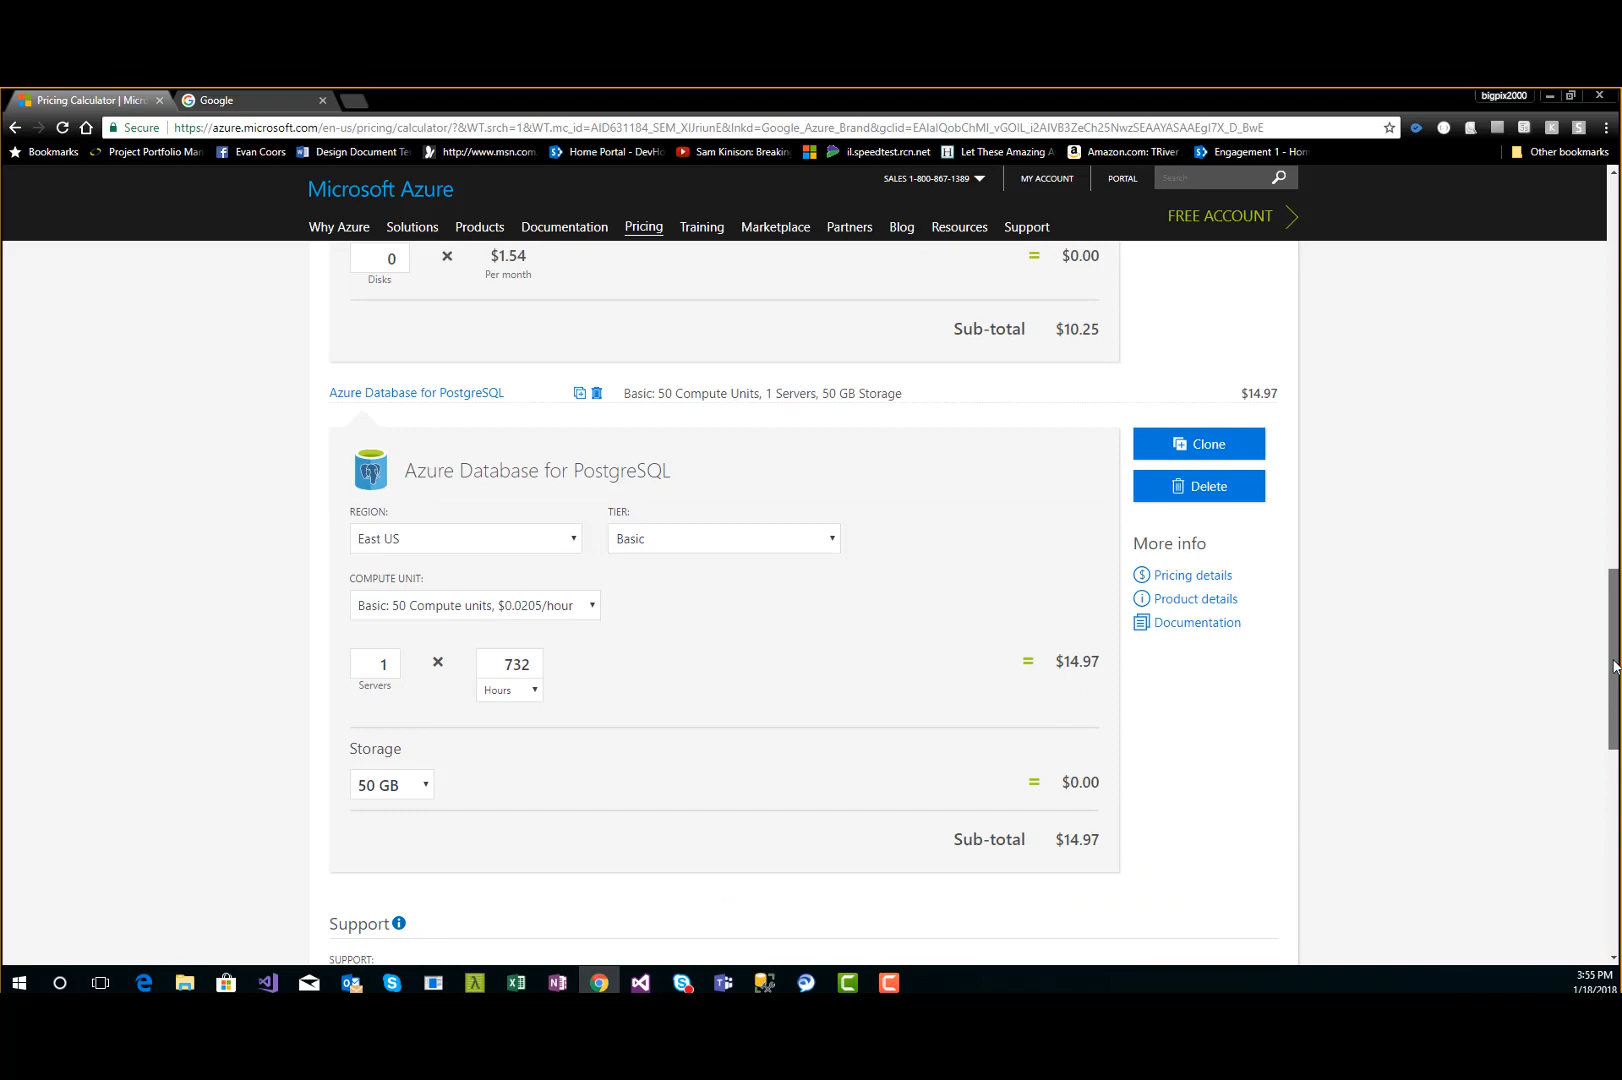 Pricing Calculator | Micr
Google
bigpix2000
Secure
https://azure.microsoft.com/en-us/pricing/calculator/?&WT.srch=1&WT.mc_id=AID631184_SEM_XIJriunE&lnkd=Google_Azure_Brand&gclid=EAIaIQobChMI_vGOIL_i2AIVB3ZeCh25NwzSEAAYASAAEgI7X_D_BwE
Bookmarks
Project Portfolio Man
Evan Coors
Design Document Te
http://www.msn.com
Home Portal - DevHo
Sam Kinison: Breakin
il.speedtest.rcn.net
Let These Amazing A
Amazon.com: TRiver
Engagement 1 - Hom
Other bookmarks
Microsoft Azure
SALES 1-800-867-1389
MY ACCOUNT
PORTAL
Search
Why Azure
Solutions
Products
Documentation
Pricing
Training
Marketplace
Partners
Blog
Resources
Support
FREE ACCOUNT
0 × $1.54 = $0.00
Disks
Per month
Sub-total $10.25
Azure Database for PostgreSQL
Basic: 50 Compute Units, 1 Servers, 50 GB Storage
$14.97
Azure Database for PostgreSQL
Clone
Delete
REGION:
TIER:
East US
Basic
More info
Pricing details
Product details
Documentation
COMPUTE UNIT:
Basic: 50 Compute units, $0.0205/hour
1 × 732 = $14.97
Servers
Hours
Storage
50 GB = $0.00
Sub-total $14.97
Support
SUPPORT:
3:55 PM
1/18/2018